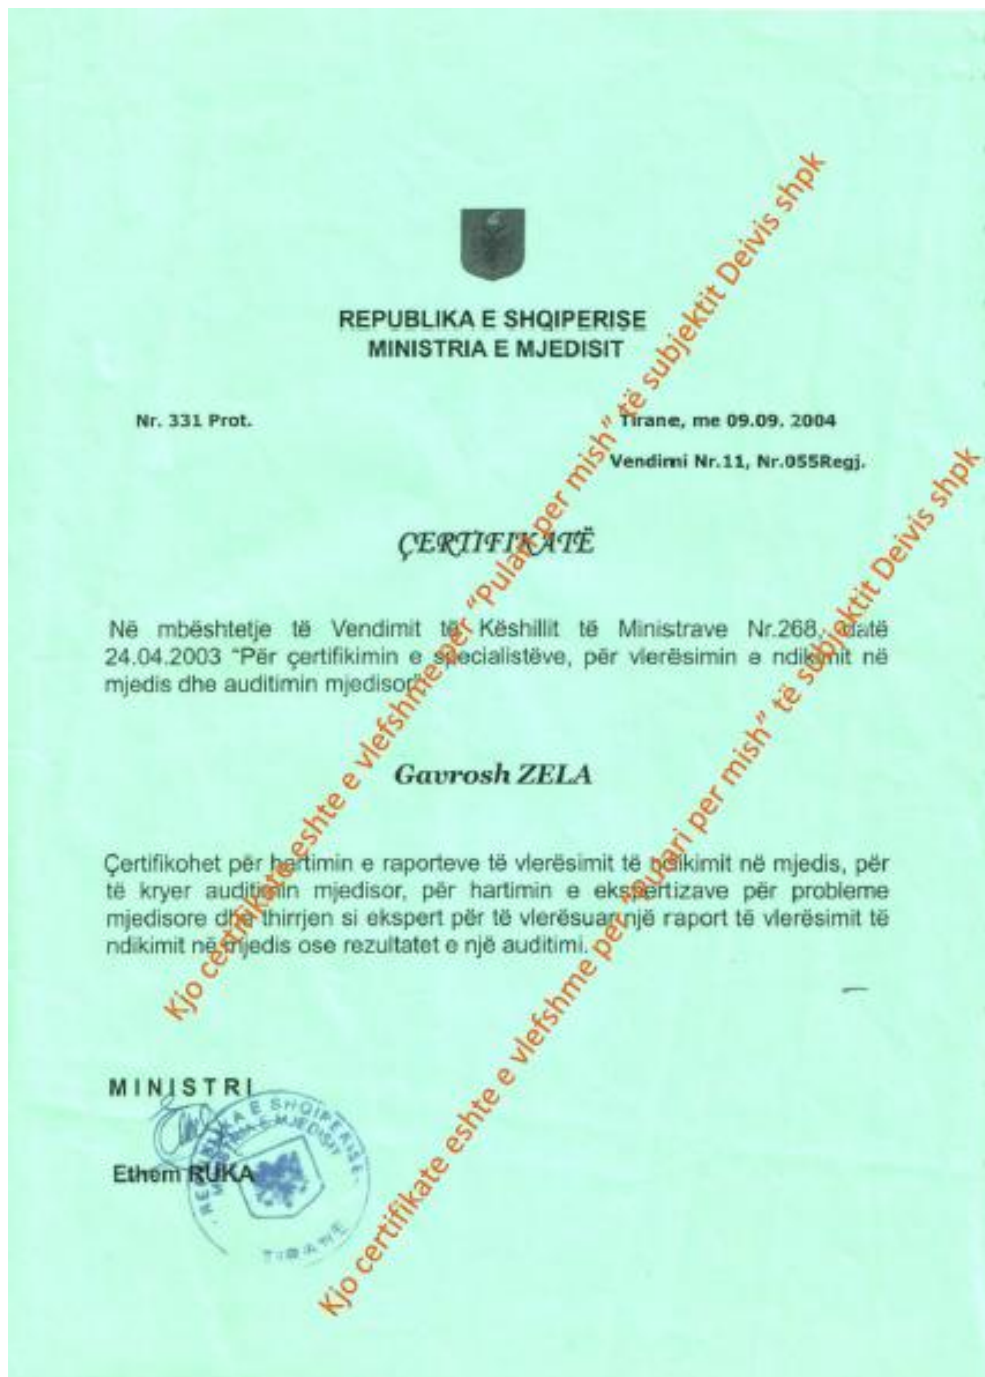 REPUBLIKA E SHQIPERISE
MINISTRIA E MJEDISIT
Nr. 331 Prot.
Tirane, me 09.09. 2004
Vendimi Nr.11, Nr.055Regj.
ÇERTIFIKATË
Në mbështetje të Vendimit të Këshillit të Ministrave Nr.268, datë
24.04.2003 “Për çertifikimin e specialistëve, për vlerësimin e ndikimit në
mjedis dhe auditimin mjedisor”
Gavrosh ZELA
Çertifikohet për hartimin e raporteve të vlerësimit të ndikimit në mjedis, për
të kryer auditimin mjedisor, për hartimin e ekspertizave për probleme
mjedisore dhe thirrjen si ekspert për të vlerësuar një raport të vlerësimit të
ndikimit në mjedis ose rezultatet e një auditimi.
MINISTRI
Ethem RUKA
REPUBLIKA E SHQIPERISE
MINISTRIA E MJEDISIT
TIRANE
Kjo certifikate eshte e vlefshme per “Pulari per mish” të subjektit Deivis shpk
Kjo certifikate eshte e vlefshme per “Pulari per mish” të subjektit Deivis shpk